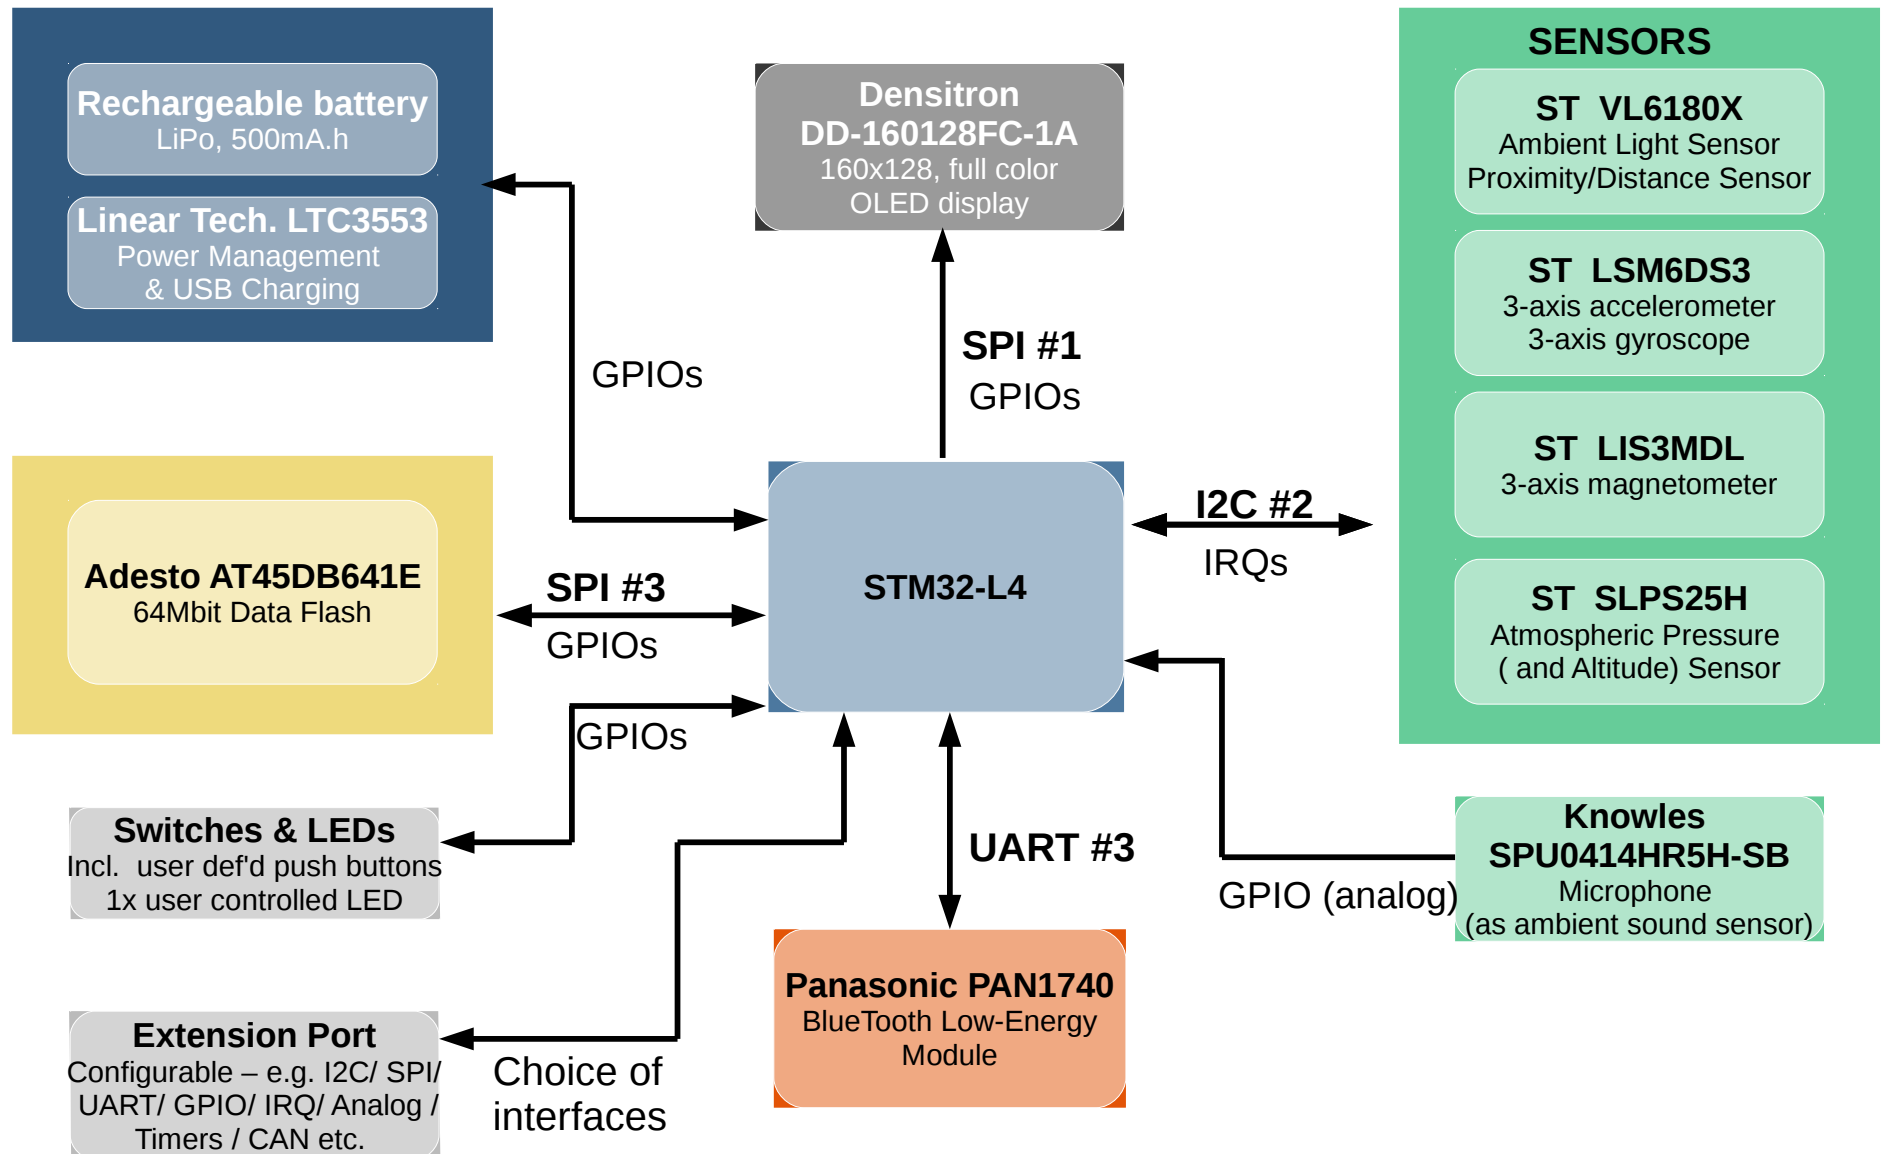 Rechargeable battery
LiPo, 500mA.h
Linear Tech. LTC3553
Power Management
& USB Charging
Densitron
DD-160128FC-1A
160x128, full color
OLED display
SENSORS
ST VL6180X
Ambient Light Sensor
Proximity/Distance Sensor
ST LSM6DS3
3-axis accelerometer
3-axis gyroscope
ST LIS3MDL
3-axis magnetometer
ST SLPS25H
Atmospheric Pressure
( and Altitude) Sensor
GPIOs
SPI #1
GPIOs
Adesto AT45DB641E
64Mbit Data Flash
SPI #3
GPIOs
STM32-L4
I2C #2
IRQs
GPIOs
Switches & LEDs
Incl. user def'd push buttons
1x user controlled LED
UART #3
GPIO (analog)
Knowles
SPU0414HR5H-SB
Microphone
(as ambient sound sensor)
Extension Port
Configurable – e.g. I2C/ SPI/
UART/ GPIO/ IRQ/ Analog /
Timers / CAN etc.
Choice of
interfaces
Panasonic PAN1740
BlueTooth Low-Energy
Module